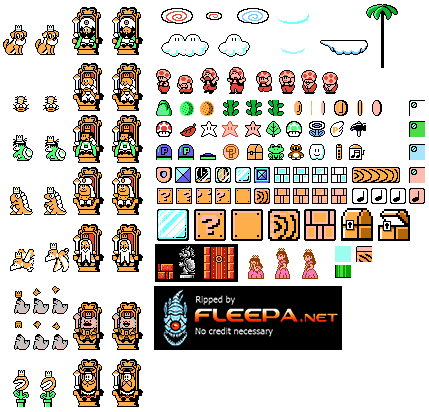 P P
?
?
Ripped by
FLEEPA.NET
No credit necessary